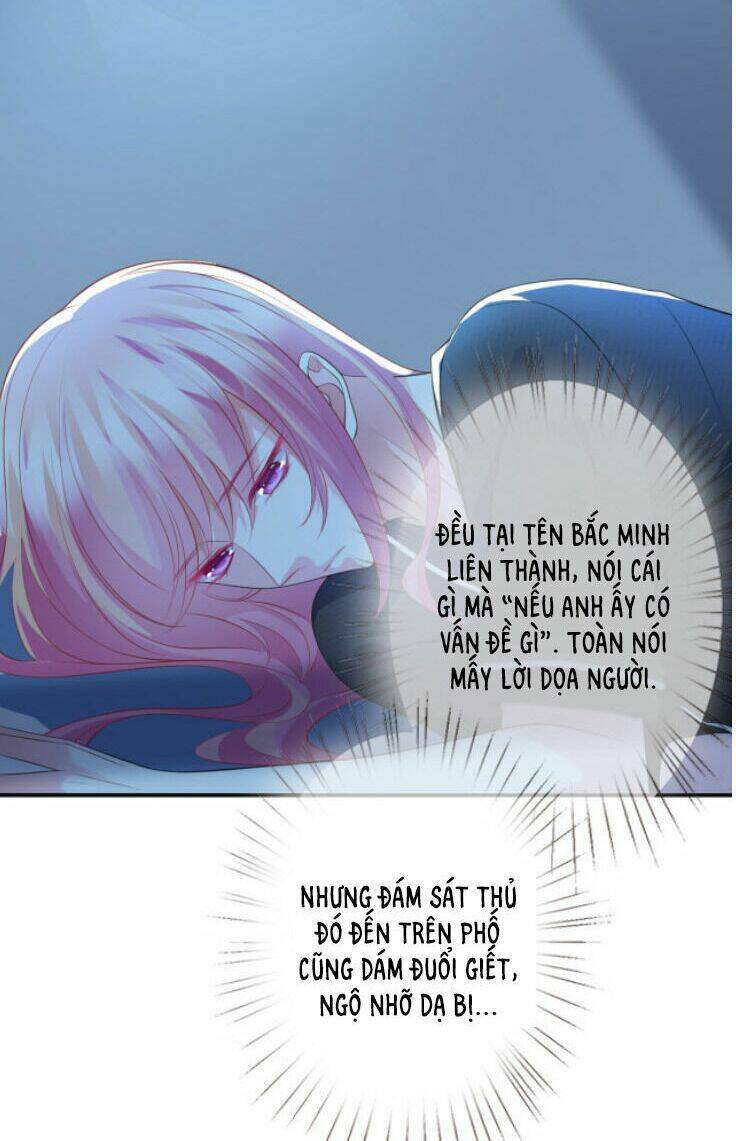 ĐỀU TẠI TÊN BẮC MINH
LIÊN THÀNH, NÓI CÁI
GÌ MÀ “NẾU ANH ẤY CÓ
VẤN ĐỀ GÌ”. TOÀN NÓI
MẤY LỜI DỌA NGƯỜI.
NHƯNG ĐÁM SÁT THỦ
ĐÓ ĐẾN TRÊN PHỐ
CŨNG DÁM ĐUỔI GIẾT,
NGỘ NHỠ DẠ BỊ...